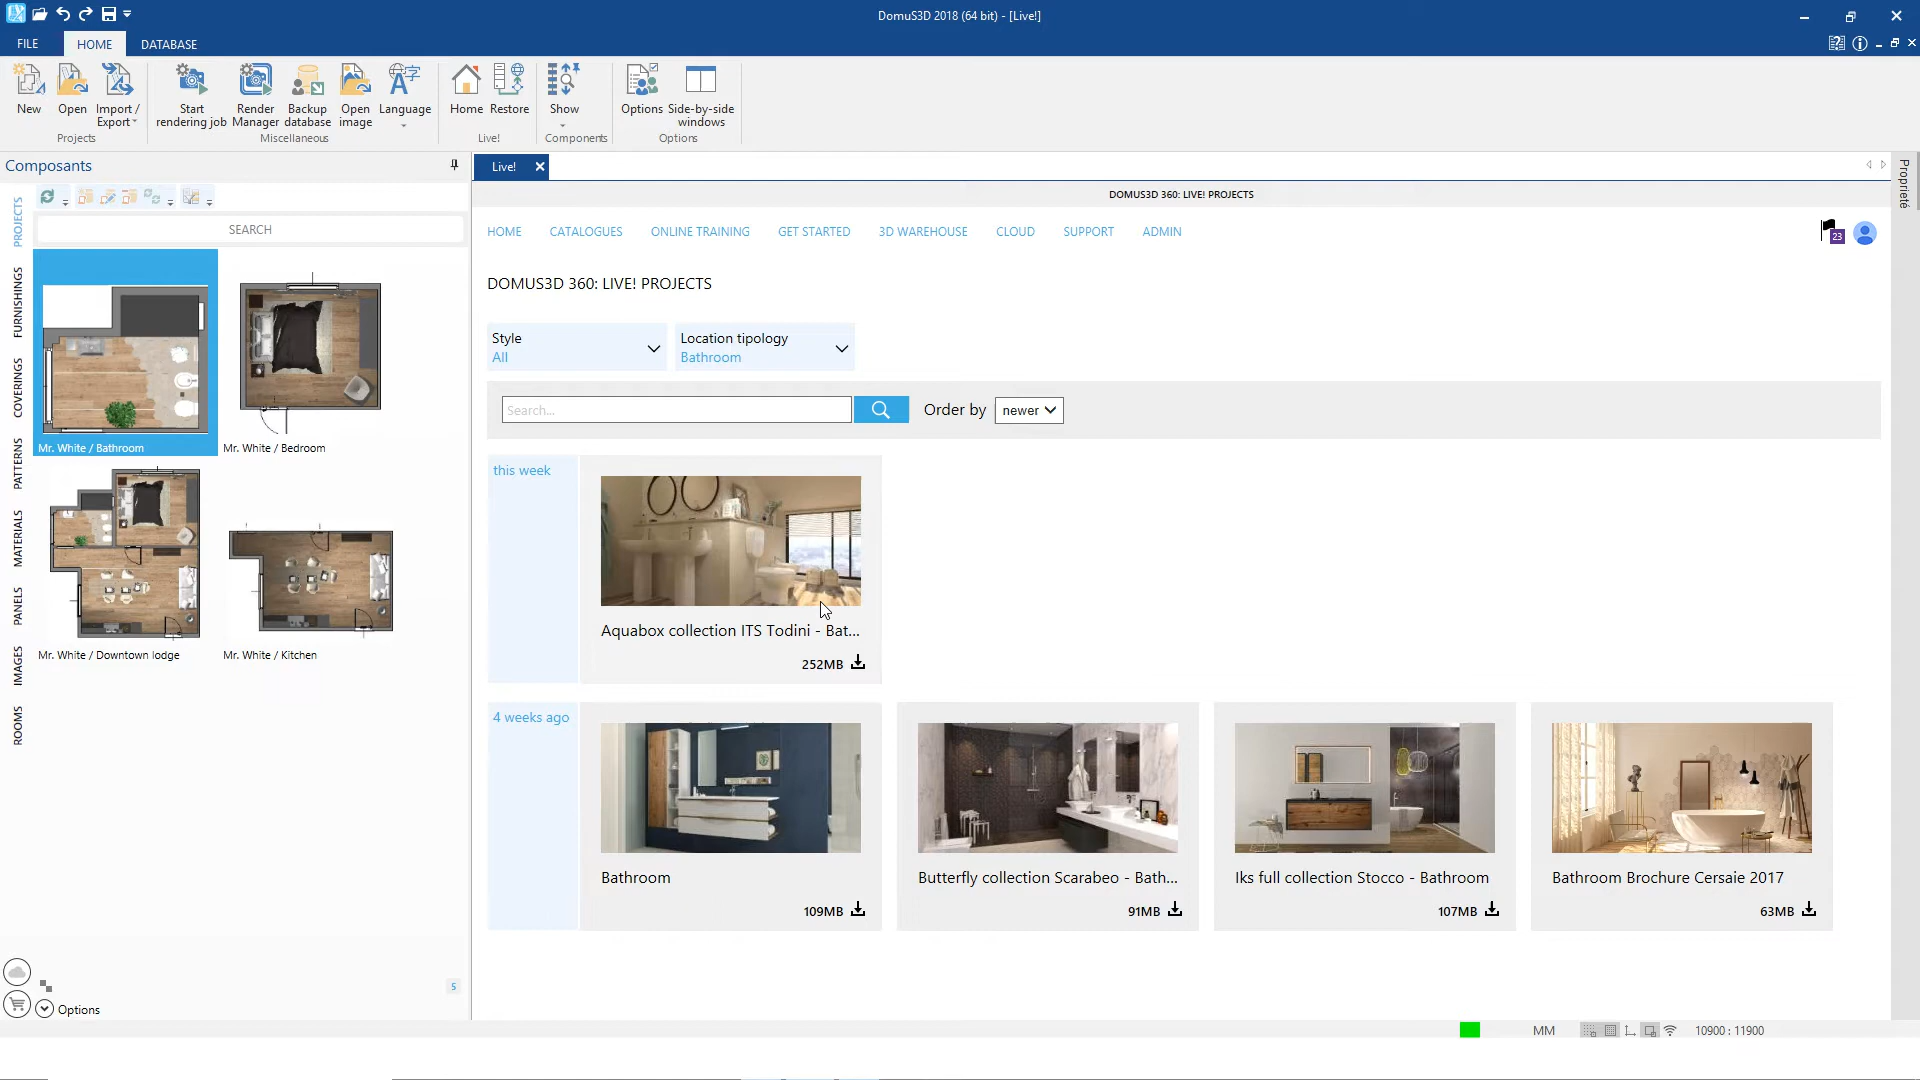 DomuS3D 2018 (64 bit) - [Live!]
FILE
HOME
DATABASE
New
Open
Import /
Export
Start
rendering job
Render
Manager
Backup
database
Open
image
Language
Home
Restore
Show
Options
Side-by-side
windows
Projects
Miscellaneous
Live!
Components
Options
Composants
SEARCH
PROJECTS
FURNISHINGS
COVERINGS
PATTERNS
MATERIALS
PANELS
IMAGES
ROOMS
Mr. White / Bathroom
Mr. White / Bedroom
Mr. White / Downtown lodge
Mr. White / Kitchen
5
Options
Live!
Proprieté
DOMUS3D 360: LIVE! PROJECTS
HOME
CATALOGUES
ONLINE TRAINING
GET STARTED
3D WAREHOUSE
CLOUD
SUPPORT
ADMIN
23
DOMUS3D 360: LIVE! PROJECTS
Style
All
Location tipology
Bathroom
Search...
Order by
newer
this week
Aquabox collection ITS Todini - Bat...
252MB
4 weeks ago
Bathroom
109MB
Butterfly collection Scarabeo - Bath...
91MB
Iks full collection Stocco - Bathroom
107MB
Bathroom Brochure Cersaie 2017
63MB
MM
10900 : 11900